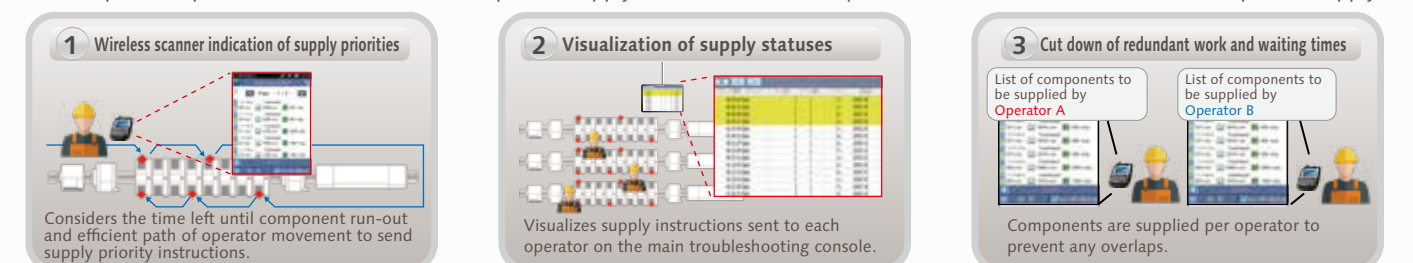 1 Wireless scanner indication of supply priorities
Considers the time left until component run-out
and efficient path of operator movement to send
supply priority instructions.
2 Visualization of supply statuses
Visualizes supply instructions sent to each
operator on the main troubleshooting console.
3 Cut down of redundant work and waiting times
List of components to
be supplied by
Operator A
List of components to
be supplied by
Operator B
Components are supplied per operator to
prevent any overlaps.